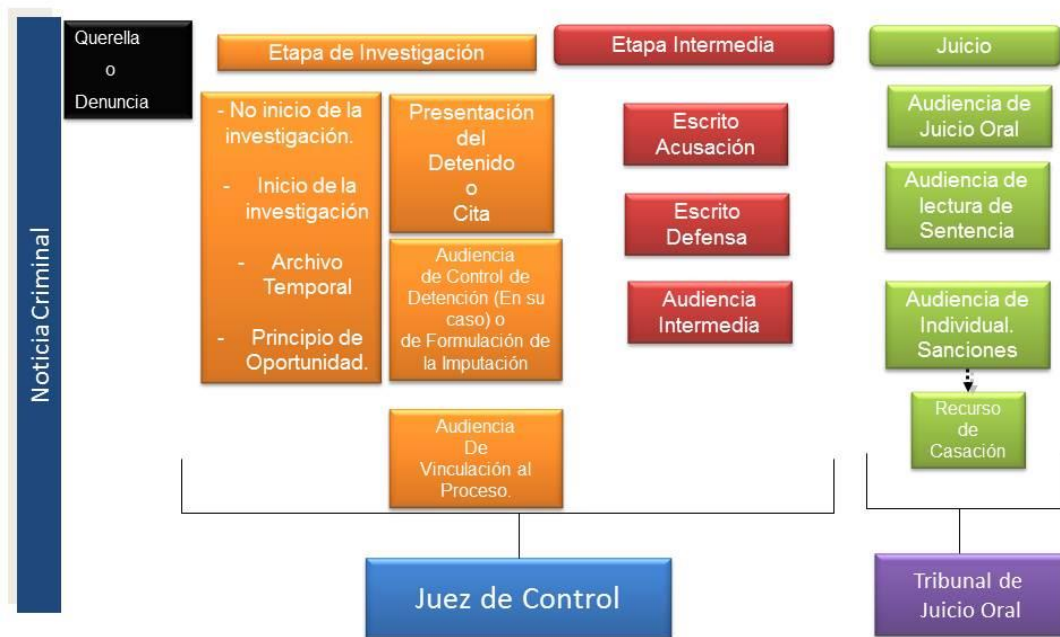 Noticia Criminal
Querella
o
Denuncia
Etapa de Investigación
- No inicio de la
investigación.
- Inicio de la
investigación
- Archivo
Temporal
- Principio de
Oportunidad.
Presentación
del
Detenido
o
Cita
Audiencia
de Control de
Detención (En su
caso) o
de Formulación de
la Imputación
Audiencia
De
Vinculación al
Proceso.
Etapa Intermedia
Escrito
Acusación
Escrito
Defensa
Audiencia
Intermedia
Juicio
Audiencia de
Juicio Oral
Audiencia de
lectura de
Sentencia
Audiencia de
Individual.
Sanciones
Recurso
de
Casación
Juez de Control
Tribunal de
Juicio Oral